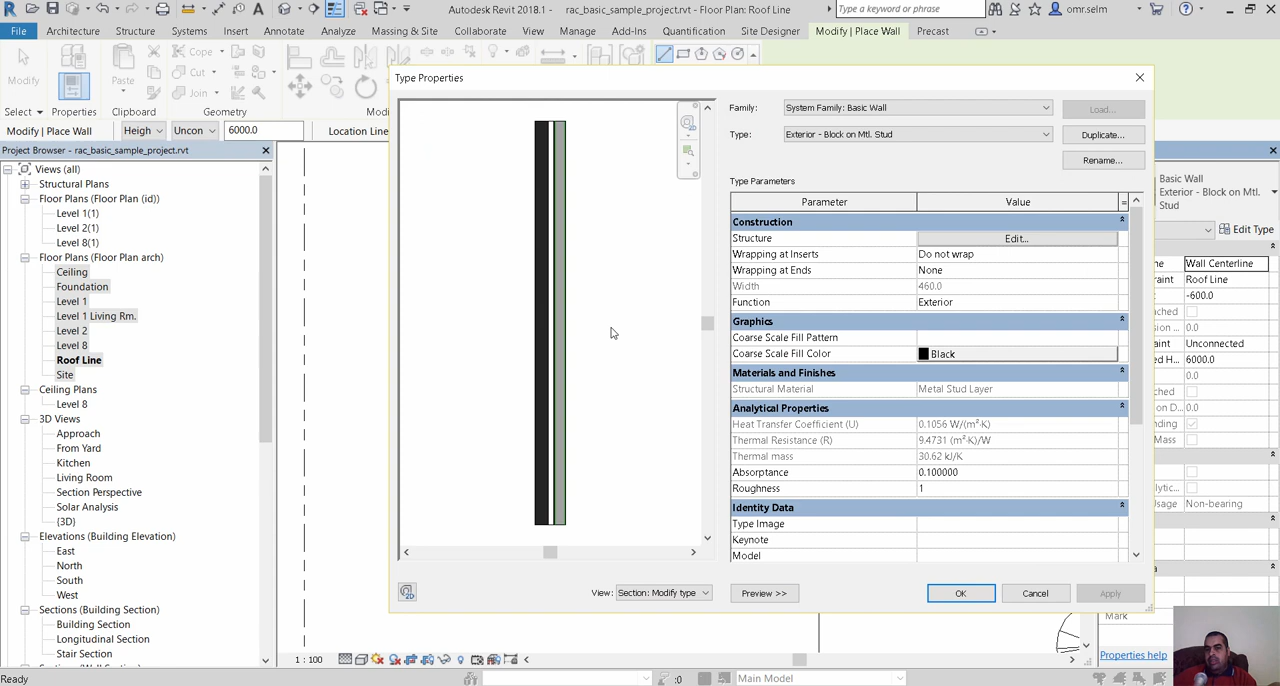 Autodesk Revit 2018.1 - rac_basic_sample_project.rvt - Floor Plan: Roof Line
Type a keyword or phrase
omr.selm
File
Architecture
Structure
Systems
Insert
Annotate
Analyze
Massing & Site
Collaborate
View
Manage
Add-Ins
Quantification
Site Designer
Modify | Place Wall
Precast
Modify
Paste
Cope
Cut
Join
Select
Properties
Clipboard
Geometry
Modify | Place Wall
Heigh
Uncon
6000.0
Location Line
Project Browser - rac_basic_sample_project.rvt
Views (all)
Structural Plans
Floor Plans (Floor Plan (id))
Level 1(1)
Level 2(1)
Level 8(1)
Floor Plans (Floor Plan arch)
Ceiling
Foundation
Level 1
Level 1 Living Rm.
Level 2
Level 8
Roof Line
Site
Ceiling Plans
Level 8
3D Views
Approach
From Yard
Kitchen
Living Room
Section Perspective
Solar Analysis
{3D}
Elevations (Building Elevation)
East
North
South
West
Sections (Building Section)
Building Section
Longitudinal Section
Stair Section
Ready
Type Properties
Family:
System Family: Basic Wall
Load...
Type:
Exterior - Block on Mtl. Stud
Duplicate...
Rename...
Type Parameters
Parameter
Value
=
Construction
Structure
Edit...
Wrapping at Inserts
Do not wrap
Wrapping at Ends
None
Width
460.0
Function
Exterior
Graphics
Coarse Scale Fill Pattern
Coarse Scale Fill Color
Black
Materials and Finishes
Structural Material
Metal Stud Layer
Analytical Properties
Heat Transfer Coefficient (U)
0.1056 W/(m²·K)
Thermal Resistance (R)
9.4731 (m²·K)/W
Thermal mass
30.62 kJ/K
Absorptance
0.100000
Roughness
1
Identity Data
Type Image
Keynote
Model
View:
Section: Modify type
Preview >>
OK
Cancel
Apply
Basic Wall
Exterior - Block on Mtl.
Stud
Edit Type
Wall Centerline
Roof Line
-600.0
0.0
Unconnected
6000.0
0.0
0.0
Non-bearing
Mark
Properties help
1 : 100
:0
Main Model